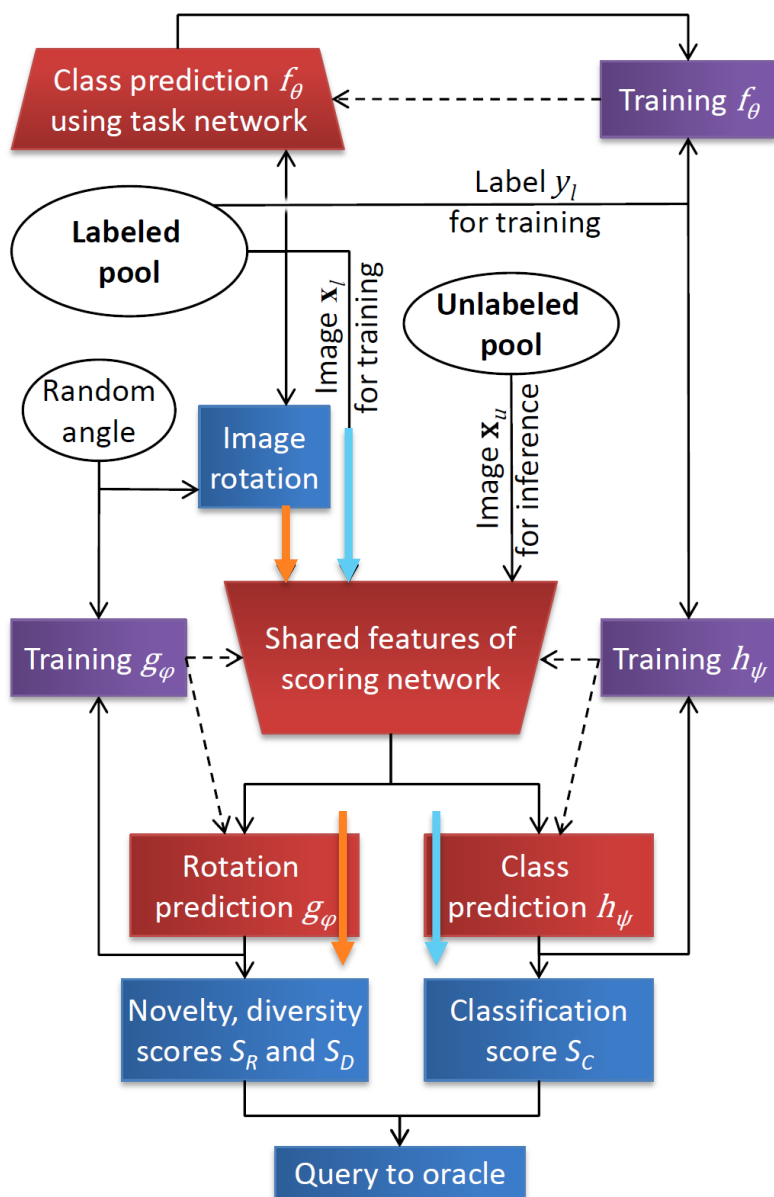 Class prediction fθ
using task network
Training fθ
Label yl
for training
Labeled
pool
Image xl
for training
Unlabeled
pool
Random
angle
Image
rotation
Image xu
for inference
Training gφ
Shared features of
scoring network
Training hψ
Rotation
prediction gφ
Class
prediction hψ
Novelty, diversity
scores SR and SD
Classification
score SC
Query to oracle